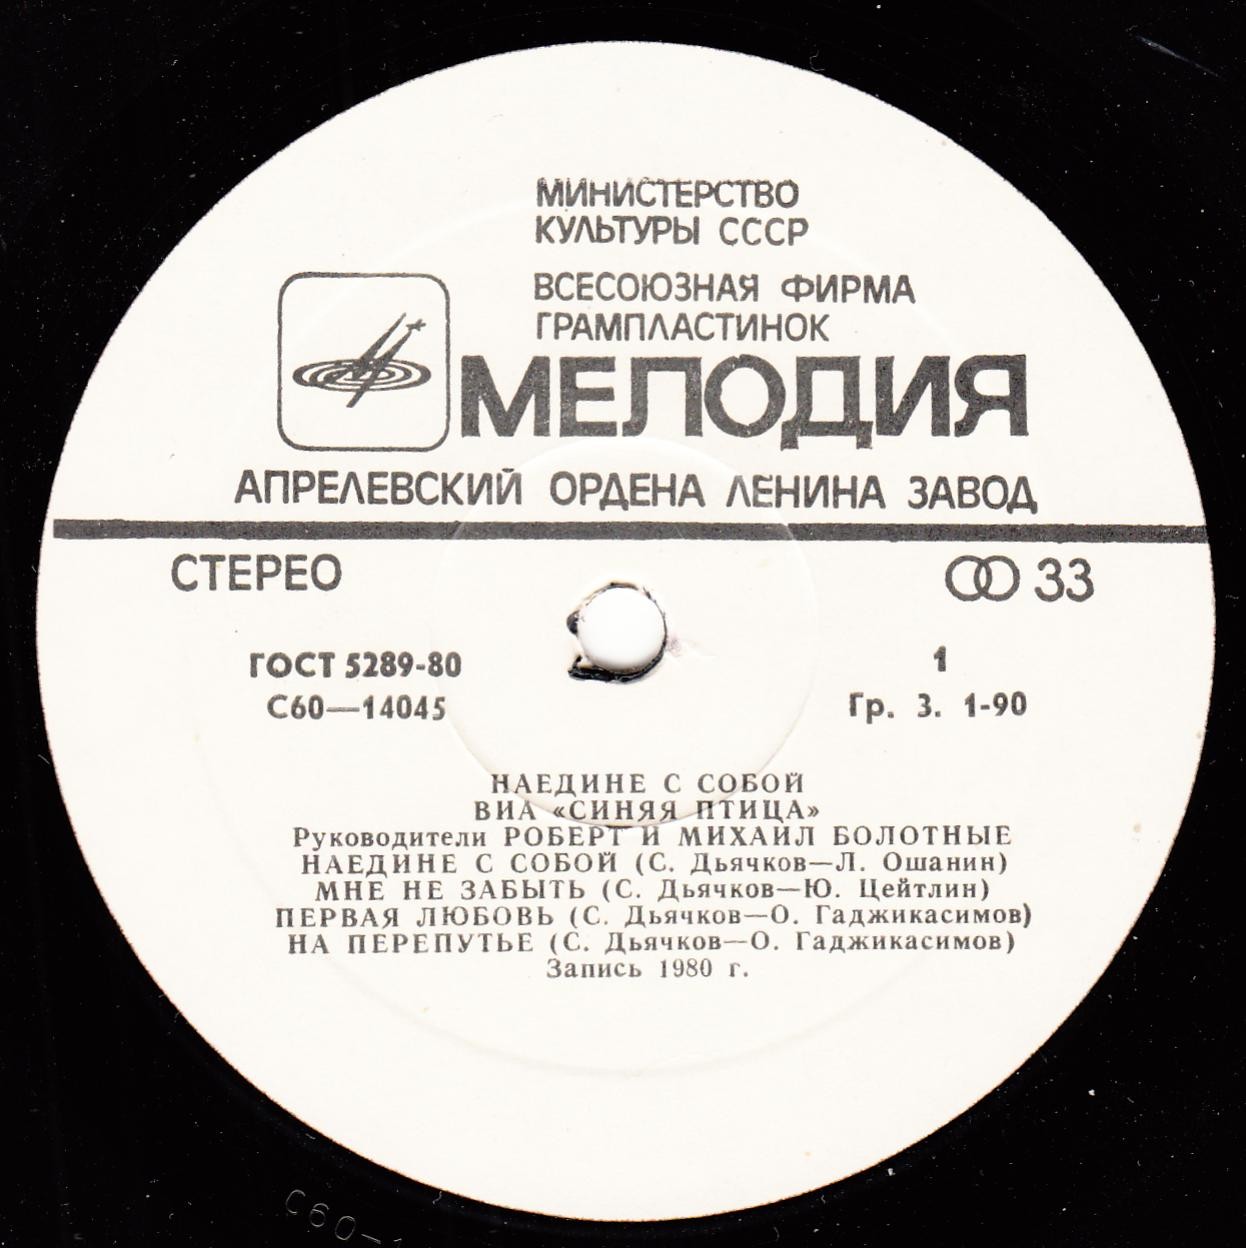 МИНИСТЕРСТВО
КУЛЬТУРЫ СССР
ВСЕСОЮЗНАЯ ФИРМА
ГРАМПЛАСТИНОК
МЕЛОДИЯ
АПРЕЛЕВСКИЙ ОРДЕНА ЛЕНИНА ЗАВОД
СТЕРЕО
33
ГОСТ 5289-80
1
С60—14045
Гр. 3. 1-90
НАЕДИНЕ С СОБОЙ
ВИА «СИНЯЯ ПТИЦА»
Руководители РОБЕРТ И МИХАИЛ БОЛОТНЫЕ
НАЕДИНЕ С СОБОЙ (С. Дьячков—Л. Ошанин)
МНЕ НЕ ЗАБЫТЬ (С. Дьячков—Ю. Цейтлин)
ПЕРВАЯ ЛЮБОВЬ (С. Дьячков—О. Гаджикасимов)
НА ПЕРЕПУТЬЕ (С. Дьячков—О. Гаджикасимов)
Запись 1980 г.
С60-1